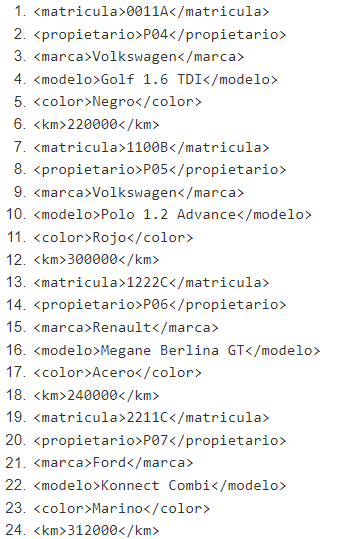 1. <matricula>0011A</matricula>
2. <propietario>P04</propietario>
3. <marca>Volkswagen</marca>
4. <modelo>Golf 1.6 TDI</modelo>
5. <color>Negro</color>
6. <km>220000</km>
7. <matricula>1100B</matricula>
8. <propietario>P05</propietario>
9. <marca>Volkswagen</marca>
10. <modelo>Polo 1.2 Advance</modelo>
11. <color>Rojo</color>
12. <km>300000</km>
13. <matricula>1222C</matricula>
14. <propietario>P06</propietario>
15. <marca>Renault</marca>
16. <modelo>Megane Berlina GT</modelo>
17. <color>Acero</color>
18. <km>240000</km>
19. <matricula>2211C</matricula>
20. <propietario>P07</propietario>
21. <marca>Ford</marca>
22. <modelo>Konnect Combi</modelo>
23. <color>Marino</color>
24. <km>312000</km>